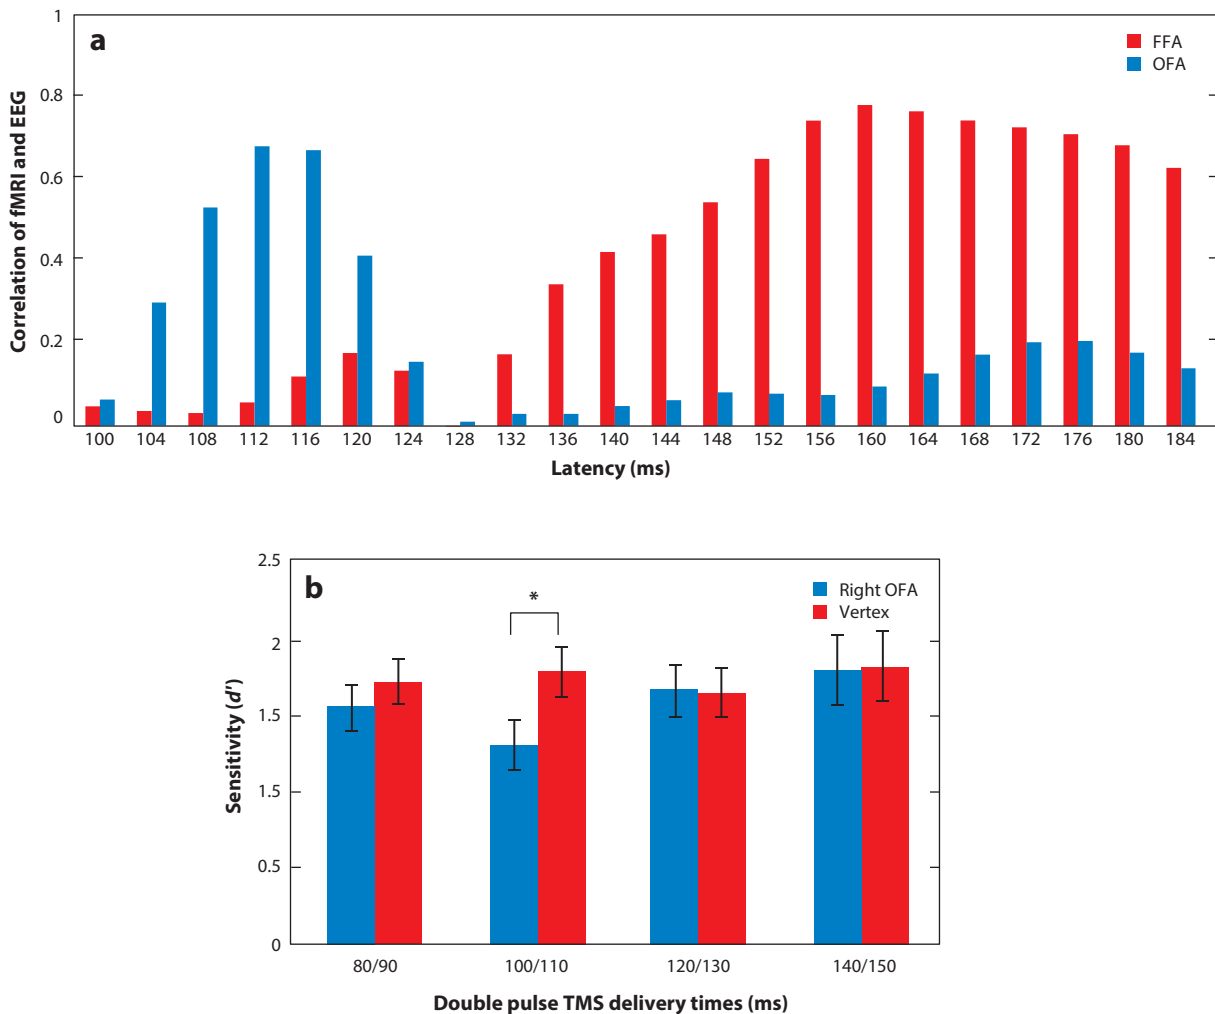 a
FFA
OFA
Correlation of fMRI and EEG
1
0.8
0.6
0.4
0.2
0
100 104 108 112 116 120 124 128 132 136 140 144 148 152 156 160 164 168 172 176 180 184
Latency (ms)
b
Right OFA
Vertex
*
Sensitivity (d′)
2.5
2
1.5
1.5
0.5
0
80/90 100/110 120/130 140/150
Double pulse TMS delivery times (ms)